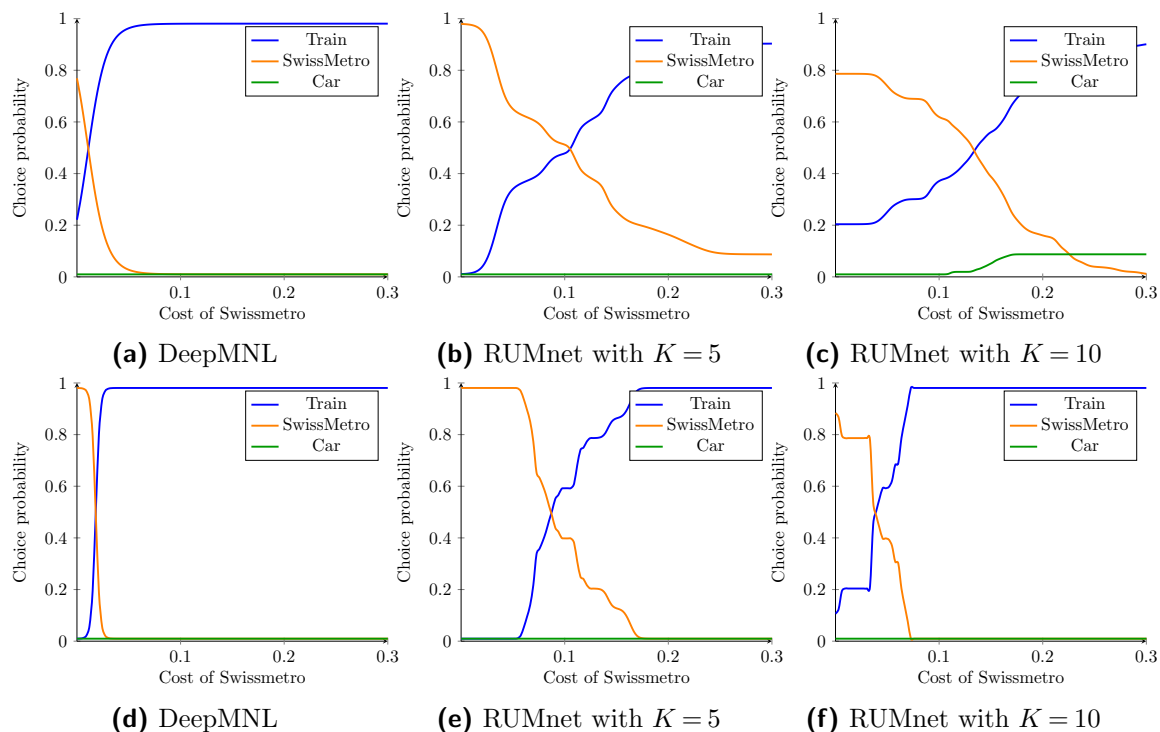 0.1
0.2
0.3
0
0.2
0.4
0.6
0.8
1
Cost of Swissmetro
Choice probability
Train
SwissMetro
Car
(a) DeepMNL
0.1
0.2
0.3
0
0.2
0.4
0.6
0.8
1
Cost of Swissmetro
Choice probability
Train
SwissMetro
Car
(b) RUMnet with K = 5
0.1
0.2
0.3
0
0.2
0.4
0.6
0.8
1
Cost of Swissmetro
Choice probability
Train
SwissMetro
Car
(c) RUMnet with K = 10
0.1
0.2
0.3
0
0.2
0.4
0.6
0.8
1
Cost of Swissmetro
Choice probability
Train
SwissMetro
Car
(d) DeepMNL
0.1
0.2
0.3
0
0.2
0.4
0.6
0.8
1
Cost of Swissmetro
Choice probability
Train
SwissMetro
Car
(e) RUMnet with K = 5
0.1
0.2
0.3
0
0.2
0.4
0.6
0.8
1
Cost of Swissmetro
Choice probability
Train
SwissMetro
Car
(f) RUMnet with K = 10